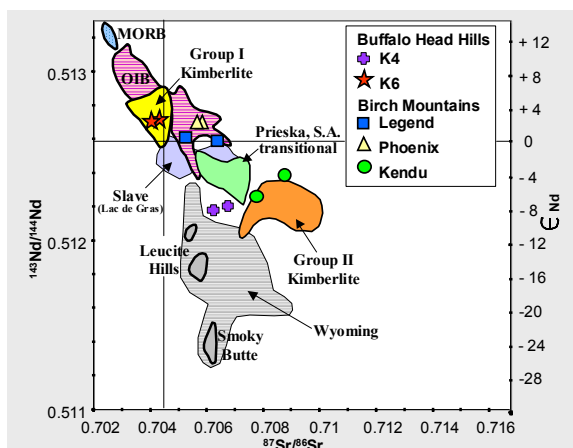 MORB
OIB
Group I
Kimberlite
Prieska, S.A.
transitional
Slave
(Lac de Gras)
Leucite
Hills
Group II
Kimberlite
Wyoming
Smoky
Butte
Buffalo Head Hills
K4
K6
Birch Mountains
Legend
Phoenix
Kendu
143Nd/144Nd
0.513
0.512
0.511
0.702 0.704 0.706 0.708 0.71 0.712 0.714 0.716
87Sr/86Sr
+ 12
+ 8
+ 4
0
- 4
- 8
- 12
- 16
- 20
- 24
-28
ϵNd